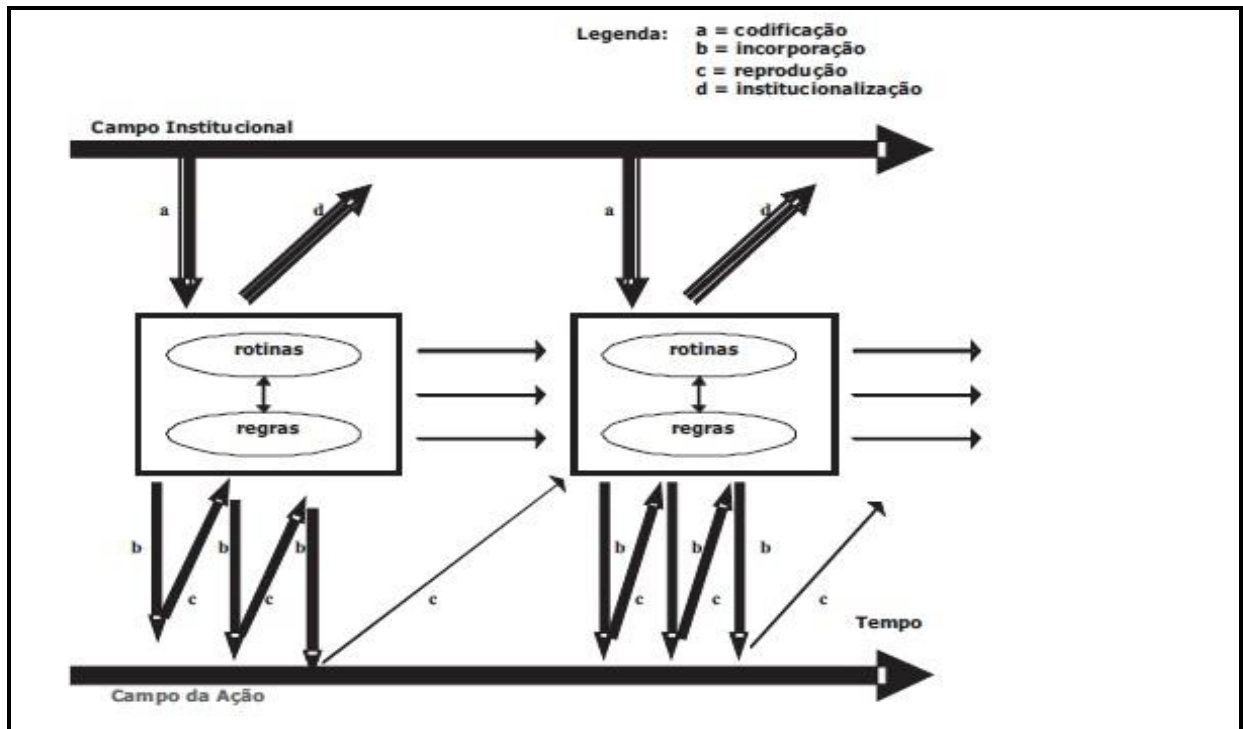 Legenda: a = codificação
b = incorporação
c = reprodução
d = institucionalização
Campo Institucional
a
d
a
d
rotinas
rotinas
regras
regras
b
b
b
b
b
b
c
c
c
c
c
c
Tempo
Campo da Ação